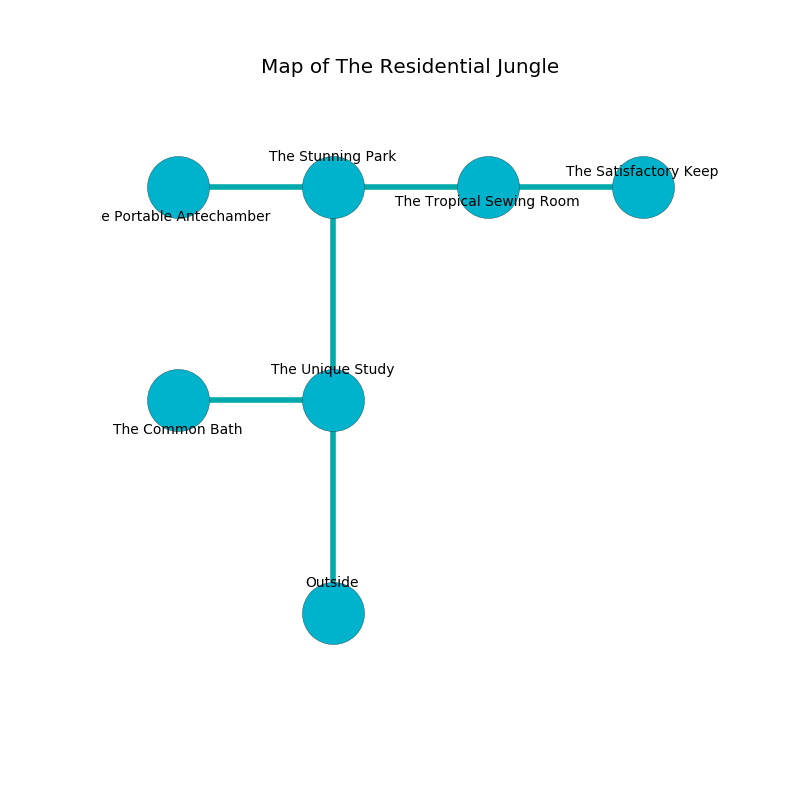 Map of The Residential Jungle
The Stunning Park
The Satisfactory Keep
The Tropical Sewing Room
e Portable Antechamber
The Unique Study
The Common Bath
Outside